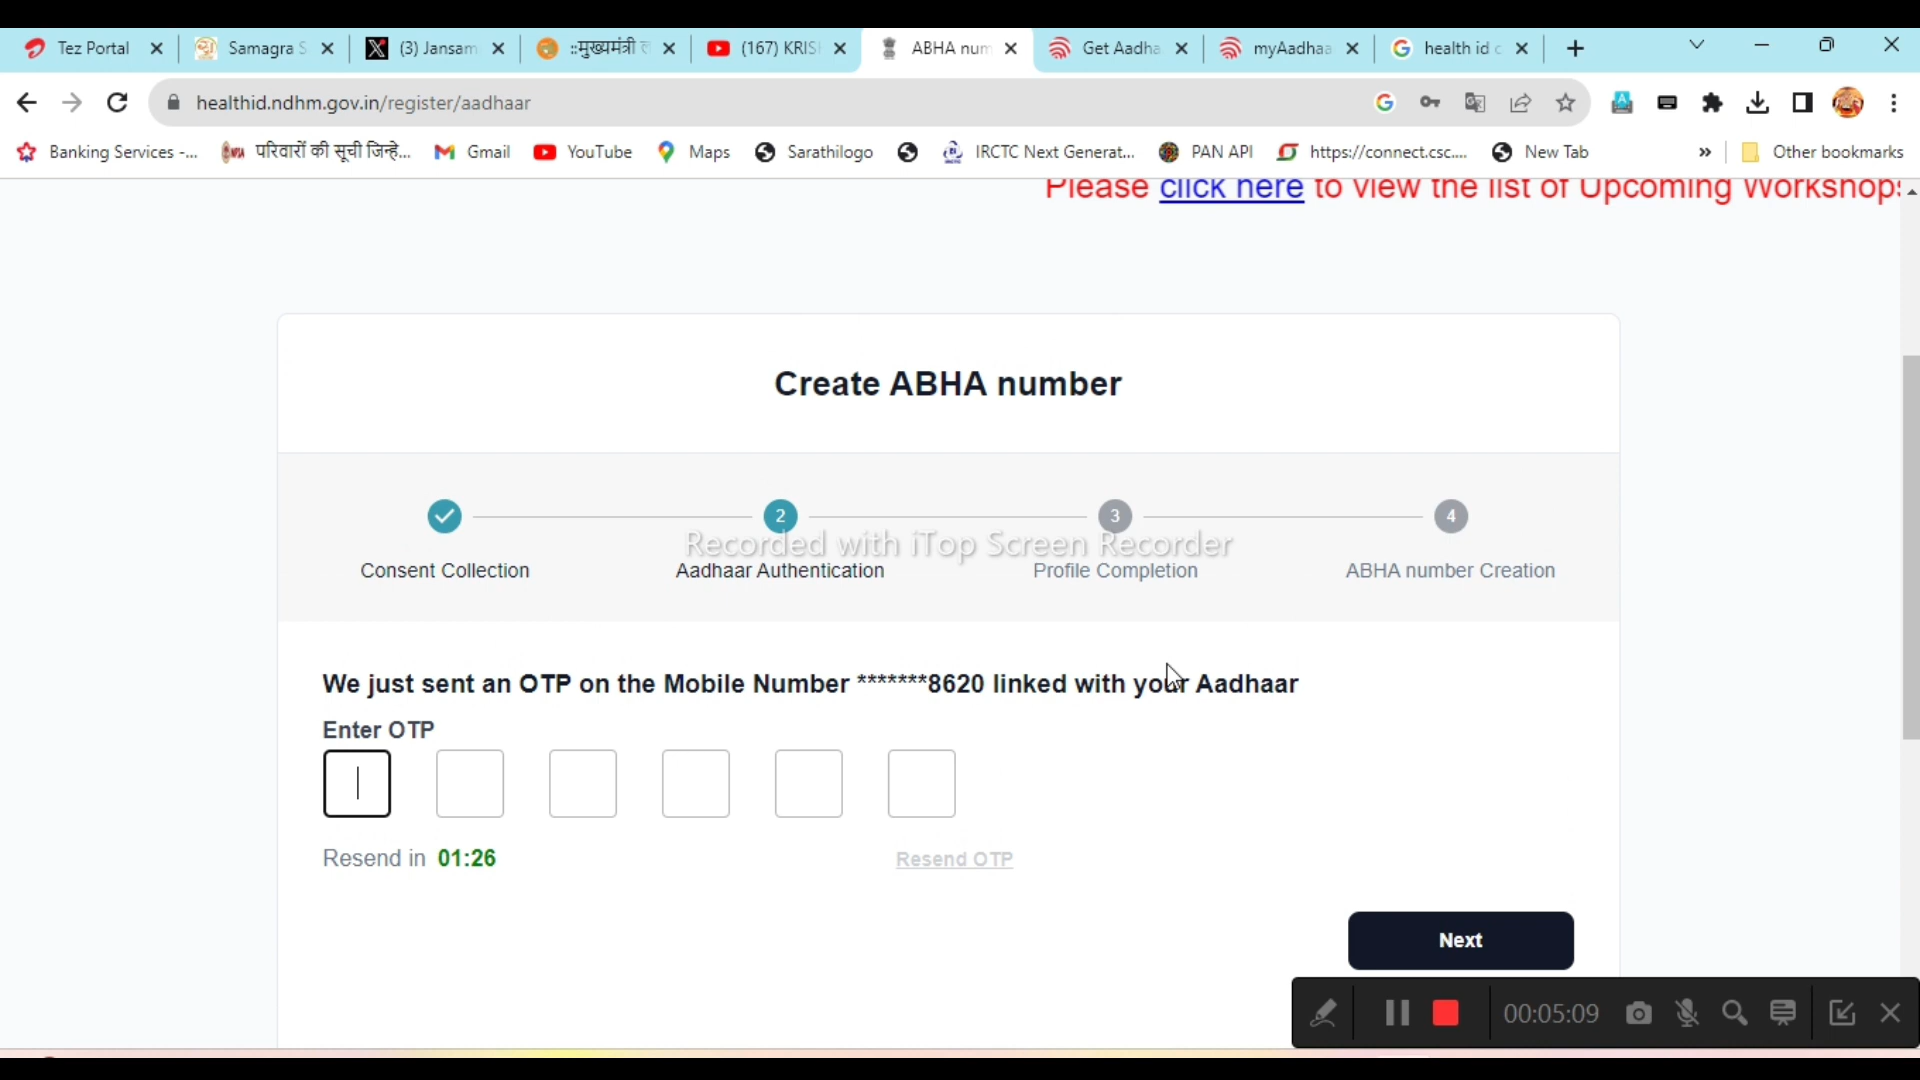 Tez Portal
Samagra S
(3) Jansam
::मुख्यमंत्री ल
(167) KRISH
ABHA num
Get Aadha
myAadhaa
health id c
healthid.ndhm.gov.in/register/aadhaar
Banking Services -...
परिवारों की सूची जिन्हे...
Gmail
YouTube
Maps
Sarathilogo
IRCTC Next Generat...
PAN API
https://connect.csc....
New Tab
»
Other bookmarks
Please click here to view the list of Upcoming Workshops
Create ABHA number
2
3
4
Recorded with iTop Screen Recorder
Consent Collection
Aadhaar Authentication
Profile Completion
ABHA number Creation
We just sent an OTP on the Mobile Number *******8620 linked with your Aadhaar
Enter OTP
Resend in 01:26
Resend OTP
Next
00:05:09